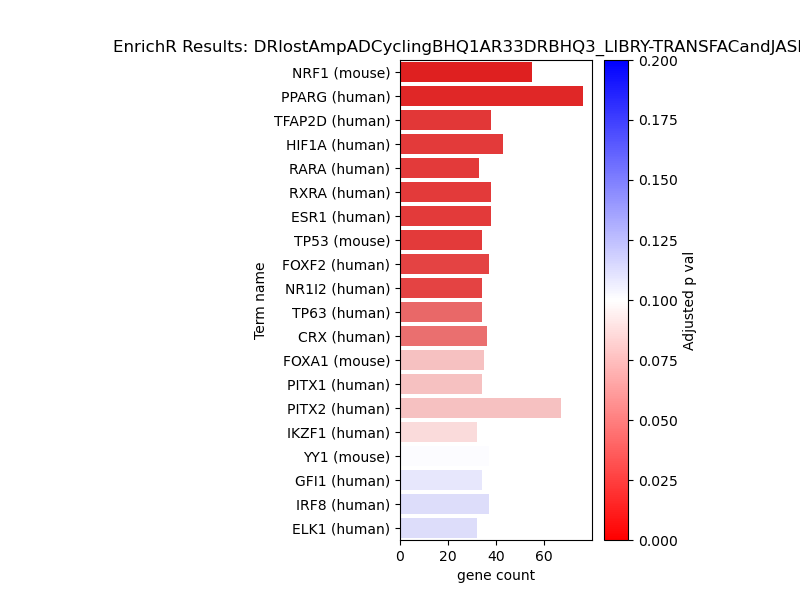 EnrichR Results: DRlostAmpADCyclingBHQ1AR33DRBHQ3_LIBRY-TRANSFACandJASI
NRF1 (mouse)
PPARG (human)
TFAP2D (human)
HIF1A (human)
RARA (human)
RXRA (human)
ESR1 (human)
TP53 (mouse)
FOXF2 (human)
NR1I2 (human)
TP63 (human)
CRX (human)
FOXA1 (mouse)
PITX1 (human)
PITX2 (human)
IKZF1 (human)
YY1 (mouse)
GFI1 (human)
IRF8 (human)
ELK1 (human)
Term name
0 20 40 60
gene count
0.200
0.175
0.150
0.125
0.100
0.075
0.050
0.025
0.000
Adjusted p val